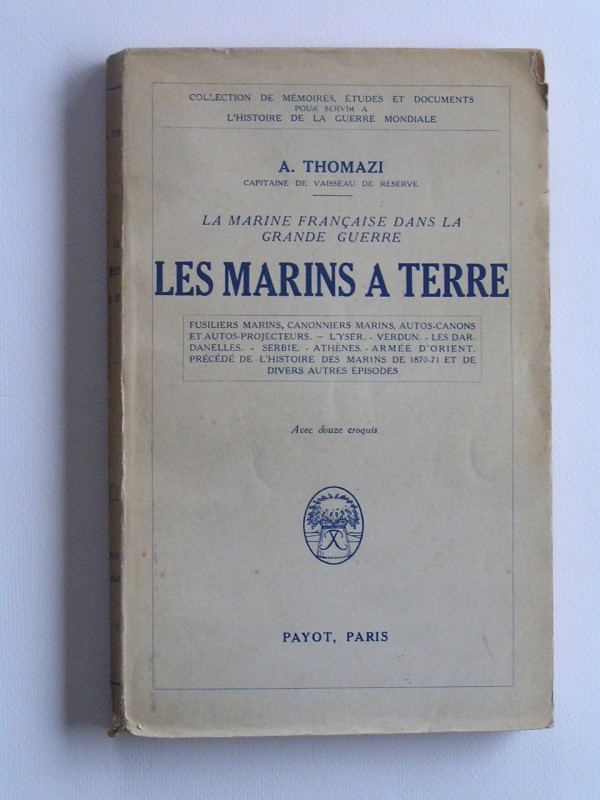 COLLECTION DE MÉMOIRES, ÉTUDES ET DOCUMENTS
POUR SERVIR A
L'HISTOIRE DE LA GUERRE MONDIALE
A. THOMAZI
CAPITAINE DE VAISSEAU DE RÉSERVE
LA MARINE FRANÇAISE DANS LA
GRANDE GUERRE
LES MARINS A TERRE
FUSILIERS MARINS, CANONNIERS MARINS, AUTOS-CANONS
ET AUTOS-PROJECTEURS. – L'YSER. - VERDUN. - LES DAR-
DANELLES. - SERBIE. - ATHÈNES. - ARMÉE D'ORIENT.
PRÉCÉDÉ DE L'HISTOIRE DES MARINS DE 1870-71 ET DE
DIVERS AUTRES ÉPISODES
Avec douze croquis
PAYOT, PARIS